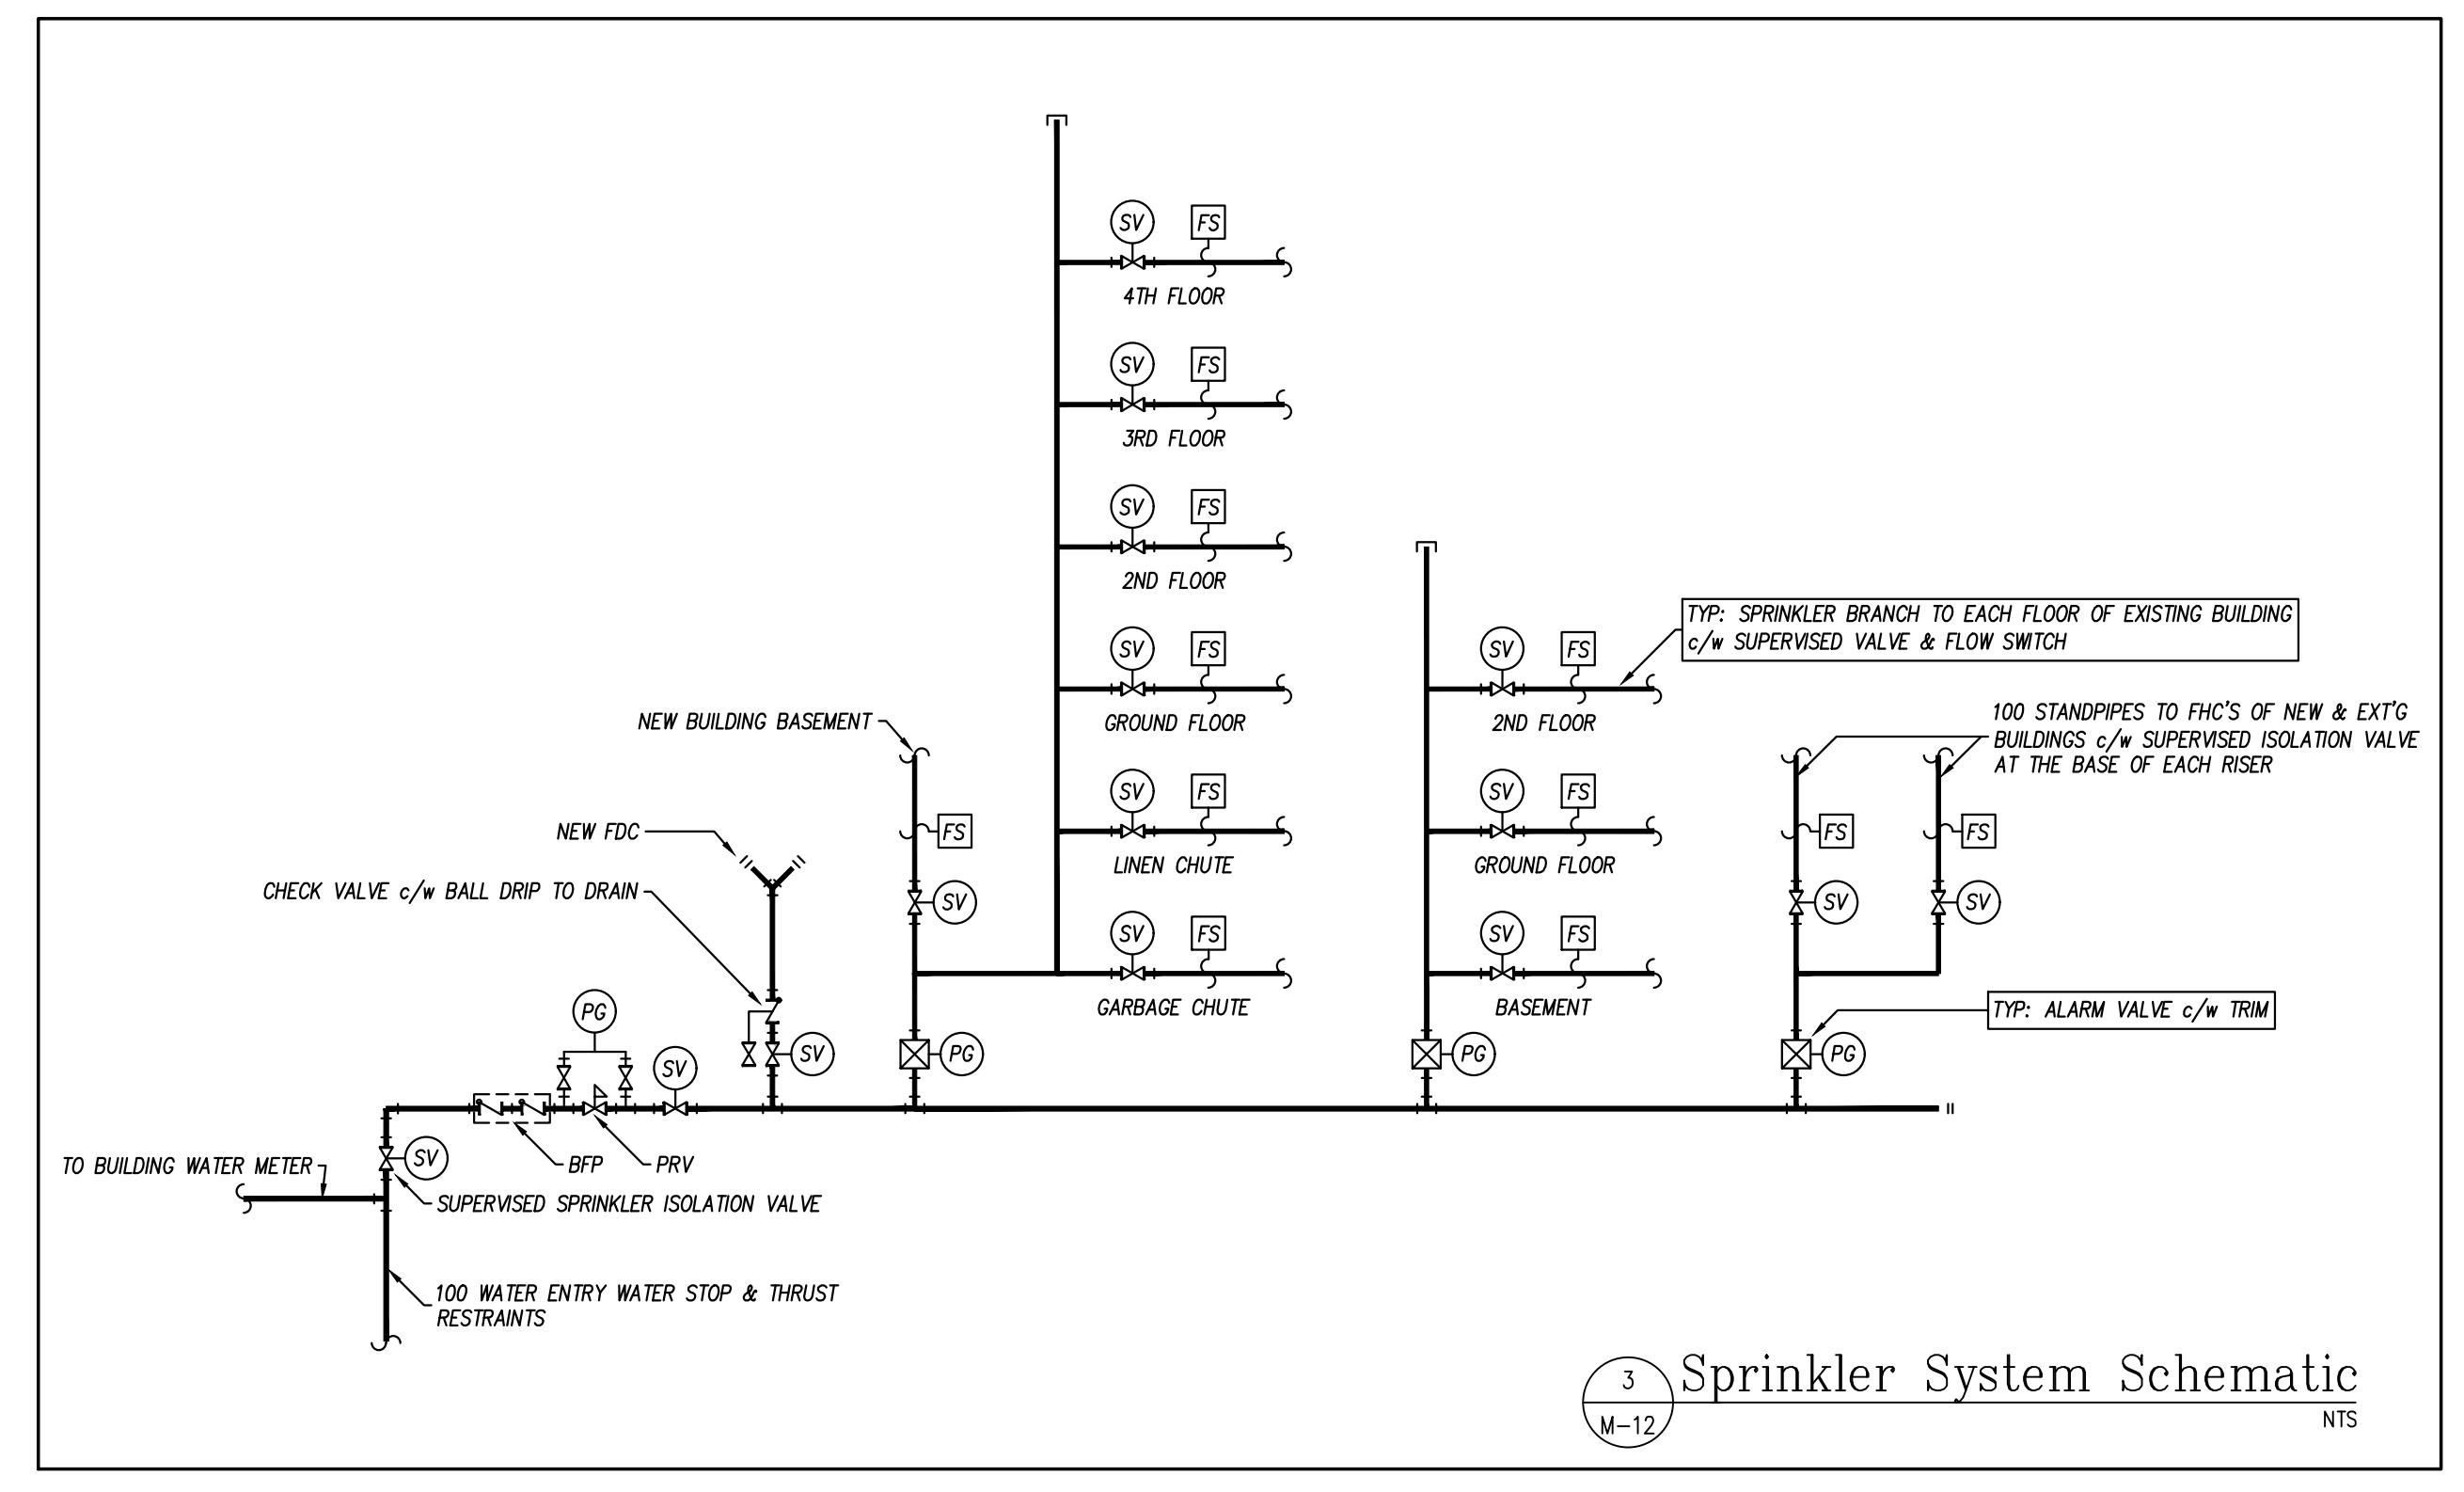 SV FS
4TH FLOOR
SV FS
3RD FLOOR
SV FS
2ND FLOOR
SV FS
GROUND FLOOR
SV FS
LINEN CHUTE
SV FS
GARBAGE CHUTE
SV FS
2ND FLOOR
SV FS
GROUND FLOOR
SV FS
BASEMENT
TYP: SPRINKLER BRANCH TO EACH FLOOR OF EXISTING BUILDING
c/w SUPERVISED VALVE & FLOW SWITCH
100 STANDPIPES TO FHC'S OF NEW & EXT'G
BUILDINGS c/w SUPERVISED ISOLATION VALVE
AT THE BASE OF EACH RISER
FS
FS
SV
SV
TYP: ALARM VALVE c/w TRIM
PG
PG
NEW BUILDING BASEMENT
FS
SV
PG
NEW FDC
CHECK VALVE c/w BALL DRIP TO DRAIN
SV
PG
SV
BFP
PRV
TO BUILDING WATER METER
SV
SUPERVISED SPRINKLER ISOLATION VALVE
100 WATER ENTRY WATER STOP & THRUST
RESTRAINTS
3
M-12
Sprinkler System Schematic
NTS